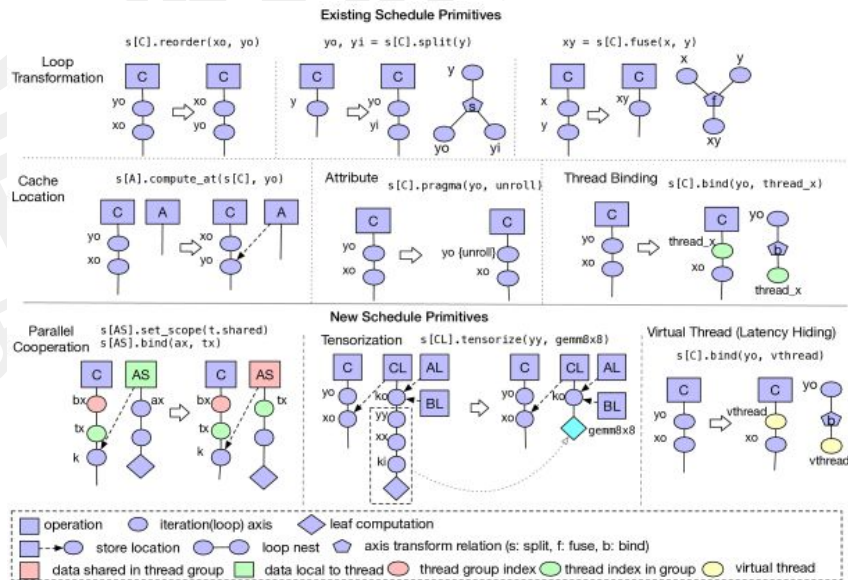 Existing Schedule Primitives
Loop
Transformation
s[C].reorder(xo, yo)
C
yo
xo
C
xo
yo
yo, yi = s[C].split(y)
C
y
C
yo
yi
y
s
yo
yi
xy = s[C].fuse(x, y)
C
x
y
C
xy
x
y
f
xy
Cache
Location
s[A].compute_at(s[C], yo)
C
A
yo
xo
C
A
xo
yo
Attribute
s[C].pragma(yo, unroll)
C
yo
xo
C
yo {unroll}
xo
Thread Binding
s[C].bind(yo, thread_x)
C
yo
xo
C
thread_x
xo
yo
b
thread_x
New Schedule Primitives
Parallel
Cooperation
s[AS].set_scope(t.shared)
s[AS].bind(ax, tx)
C
AS
bx
ax
tx
k
C
AS
bx
tx
tx
k
Tensorization
s[CL].tensorize(yy, gemm8x8)
C
CL
AL
yo
ko
BL
xo
yy
xx
ki
C
CL
AL
yo
ko
BL
xo
gemm8x8
Virtual Thread (Latency Hiding)
s[C].bind(yo, vthread)
C
yo
xo
C
vthread
xo
yo
b
vthread
operation
iteration(loop) axis
leaf computation
store location
loop nest
axis transform relation (s: split, f: fuse, b: bind)
data shared in thread group
data local to thread
thread group index
thread index in group
virtual thread